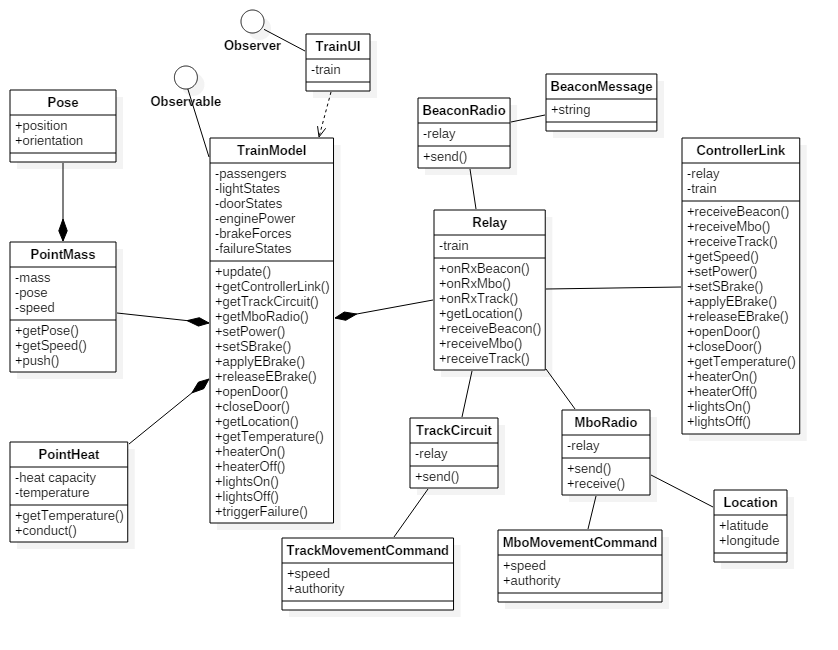 Observer
TrainUI
-train
Observable
Pose
+position
+orientation
PointMass
-mass
-pose
-speed
+getPose()
+getSpeed()
+push()
PointHeat
-heat capacity
-temperature
+getTemperature()
+conduct()
TrainModel
-passengers
-lightStates
-doorStates
-enginePower
-brakeForces
-failureStates
+update()
+getControllerLink()
+getTrackCircuit()
+getMboRadio()
+setPower()
+setSBrake()
+applyEBrake()
+releaseEBrake()
+openDoor()
+closeDoor()
+getLocation()
+getTemperature()
+heaterOn()
+heaterOff()
+lightsOn()
+lightsOff()
+triggerFailure()
BeaconRadio
-relay
+send()
BeaconMessage
+string
Relay
-train
+onRxBeacon()
+onRxMbo()
+onRxTrack()
+getLocation()
+receiveBeacon()
+receiveMbo()
+receiveTrack()
ControllerLink
-relay
-train
+receiveBeacon()
+receiveMbo()
+receiveTrack()
+getSpeed()
+setPower()
+setSBrake()
+applyEBrake()
+releaseEBrake()
+openDoor()
+closeDoor()
+getTemperature()
+heaterOn()
+heaterOff()
+lightsOn()
+lightsOff()
TrackCircuit
-relay
+send()
MboRadio
-relay
+send()
+receive()
Location
+latitude
+longitude
TrackMovementCommand
+speed
+authority
MboMovementCommand
+speed
+authority